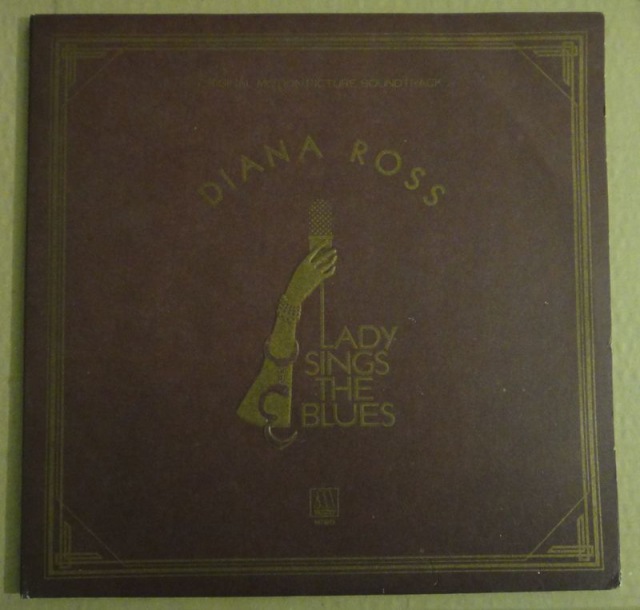 ORIGINAL MOTION PICTURE SOUNDTRACK
DIANA ROSS
LADY
SINGS
THE
BLUES